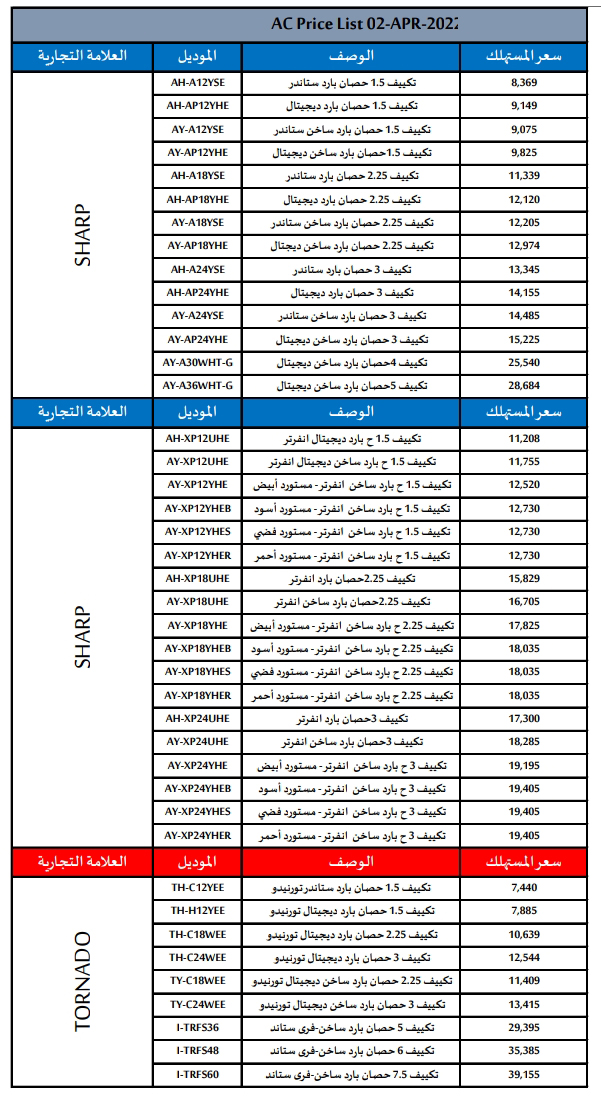 AC Price List 02-APR-2022
العلامة التجارية الموديل الوصف سعر المستهلك
SHARP
AH-A12YSE تكييف 1.5 حصان بارد ستاندر 8,369
AH-AP12YHE تكييف 1.5 حصان بارد ديجيتال 9,149
AY-A12YSE تكييف 1.5 حصان بارد ساخن ستاندر 9,075
AY-AP12YHE تكييف 1.5حصان بارد ساخن ديجيتال 9,825
AH-A18YSE تكييف 2.25 حصان بارد ستاندر 11,339
AH-AP18YHE تكييف 2.25 حصان بارد ديجيتال 12,120
AY-A18YSE تكييف 2.25 حصان بارد ساخن ستاندر 12,205
AY-AP18YHE تكييف 2.25 حصان بارد ساخن ديجتال 12,974
AH-A24YSE تكييف 3 حصان بارد ستاندر 13,345
AH-AP24YHE تكييف 3 حصان بارد ديجيتال 14,155
AY-A24YSE تكييف 3 حصان بارد ساخن ستاندر 14,485
AY-AP24YHE تكييف 3 حصان بارد ساخن ديجيتال 15,225
AY-A30WHT-G تكييف 4حصان بارد ساخن ديجيتال 25,540
AY-A36WHT-G تكييف 5حصان بارد ساخن ديجيتال 28,684
العلامة التجارية الموديل الوصف سعر المستهلك
SHARP
AH-XP12UHE تكييف 1.5 ح بارد ديجيتال انفرتر 11,208
AY-XP12UHE تكييف 1.5 ح بارد ساخن ديجيتال انفرتر 11,755
AY-XP12YHE تكييف 1.5 ح بارد ساخن انفرتر- مستورد أبيض 12,520
AY-XP12YHEB تكييف 1.5 ح بارد ساخن انفرتر- مستورد أسود 12,730
AY-XP12YHES تكييف 1.5 ح بارد ساخن انفرتر- مستورد فضي 12,730
AY-XP12YHER تكييف 1.5 ح بارد ساخن انفرتر- مستورد أحمر 12,730
AH-XP18UHE تكييف 2.25حصان بارد انفرتر 15,829
AY-XP18UHE تكييف 2.25حصان بارد ساخن انفرتر 16,705
AY-XP18YHE تكييف 2.25 ح بارد ساخن انفرتر- مستورد أبيض 17,825
AY-XP18YHEB تكييف 2.25 ح بارد ساخن انفرتر- مستورد أسود 18,035
AY-XP18YHES تكييف 2.25 ح بارد ساخن انفرتر- مستورد فضي 18,035
AY-XP18YHER تكييف 2.25 ح بارد ساخن انفرتر- مستورد أحمر 18,035
AH-XP24UHE تكييف 3حصان بارد انفرتر 17,300
AY-XP24UHE تكييف 3حصان بارد ساخن انفرتر 18,285
AY-XP24YHE تكييف 3 ح بارد ساخن انفرتر- مستورد أبيض 19,195
AY-XP24YHEB تكييف 3 ح بارد ساخن انفرتر- مستورد أسود 19,405
AY-XP24YHES تكييف 3 ح بارد ساخن انفرتر- مستورد فضي 19,405
AY-XP24YHER تكييف 3 ح بارد ساخن انفرتر- مستورد أحمر 19,405
العلامة التجارية الموديل الوصف سعر المستهلك
TORNADO
TH-C12YEE تكييف 1.5 حصان بارد ستاندر تورنيدو 7,440
TH-H12YEE تكييف 1.5 حصان بارد ديجيتال تورنيدو 7,885
TH-C18WEE تكييف 2.25 حصان بارد ديجيتال تورنيدو 10,639
TH-C24WEE تكييف 3 حصان بارد ديجيتال تورنيدو 12,544
TY-C18WEE تكييف 2.25 حصان بارد ساخن ديجيتال تورنيدو 11,409
TY-C24WEE تكييف 3 حصان بارد ساخن ديجيتال تورنيدو 13,415
I-TRFS36 تكييف 5 حصان بارد ساخن-فرى ستاند 29,395
I-TRFS48 تكييف 6 حصان بارد ساخن-فرى ستاند 35,385
I-TRFS60 تكييف 7.5 حصان بارد ساخن-فرى ستاند 39,155